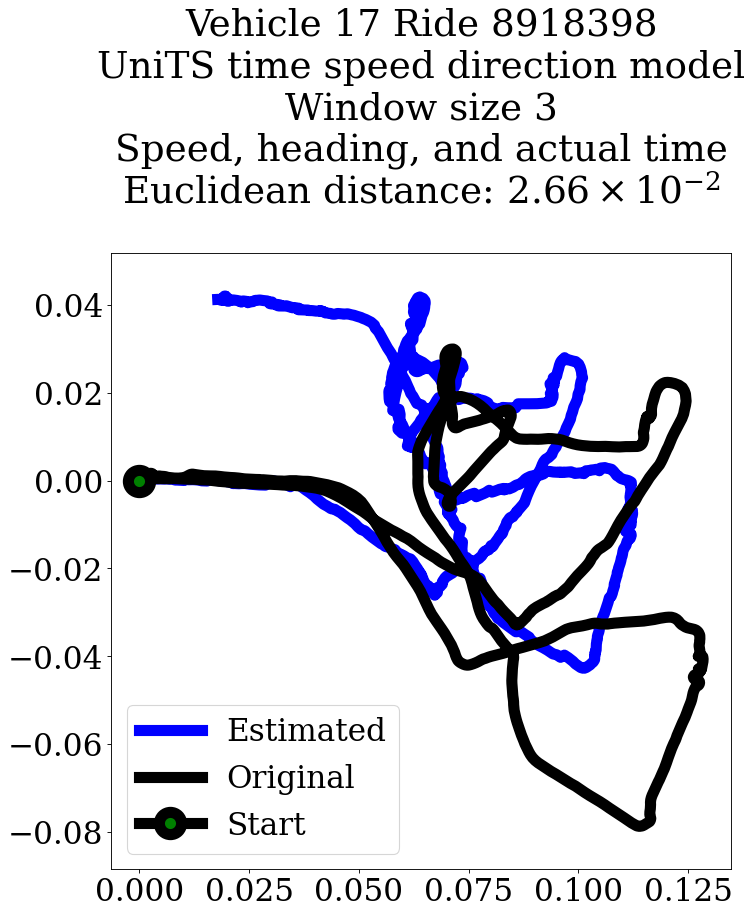 Vehicle 17 Ride 8918398
UniTS time speed direction model
Window size 3
Speed, heading, and actual time
Euclidean distance: 2.66 × 10⁻²
0.04
0.02
0.00
−0.02
−0.04
−0.06
−0.08
Estimated
Original
Start
0.000 0.025 0.050 0.075 0.100 0.125